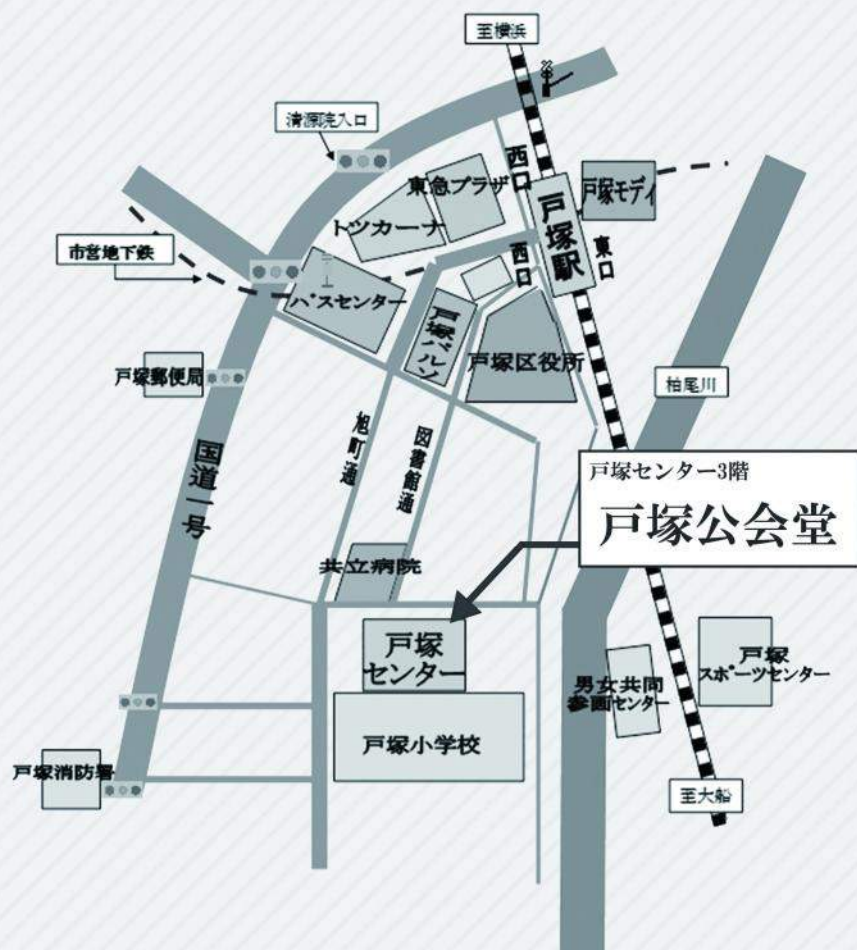 至横浜
清源院入口
西口
東急プラザ
戸塚モディ
トツカーナ
戸塚駅
東口
市営地下鉄
西口
バスセンター
戸塚パルソ
戸塚区役所
戸塚郵便局
柏尾川
旭町通
図書館通
国道一号
戸塚センター3階
戸塚公会堂
共立病院
戸塚
センター
戸塚
スポーツセンター
男女共同
参画センター
戸塚小学校
戸塚消防署
至大船